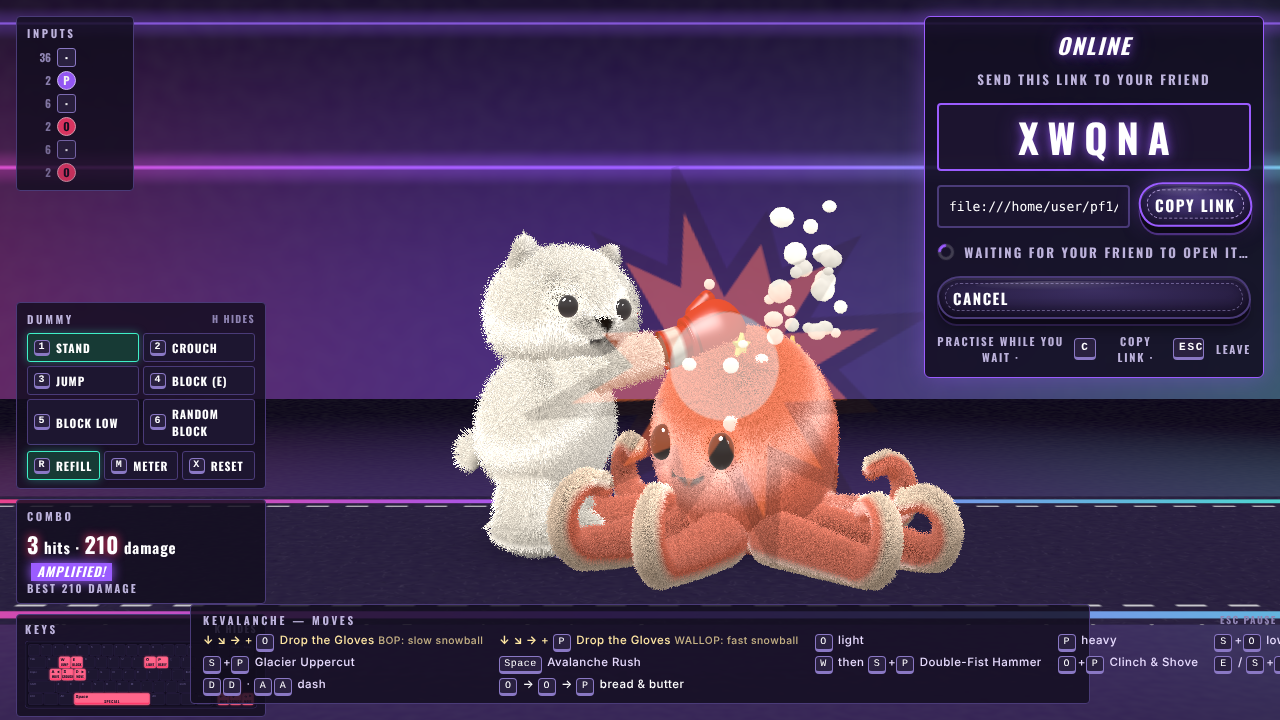 INPUTS
36 ·
2 P
6 ·
2 O
6 ·
2 O
ONLINE
SEND THIS LINK TO YOUR FRIEND
XWQNA
file:///home/user/pf1/
COPY LINK
WAITING FOR YOUR FRIEND TO OPEN IT…
CANCEL
PRACTISE WHILE YOU WAIT · C COPY LINK · ESC LEAVE
DUMMY H HIDES
1 STAND 2 CROUCH
3 JUMP 4 BLOCK (E)
5 BLOCK LOW 6 RANDOM BLOCK
R REFILL M METER X RESET
COMBO
3 hits · 210 damage
AMPLIFIED!
BEST 210 DAMAGE
KEYS
Space
SPECIAL
KEVALANCHE — MOVES
ESC PAUSE
↓ ↘ → + O Drop the Gloves BOP: slow snowball ↓ ↘ → + P Drop the Gloves WALLOP: fast snowball O light P heavy S + O
S + P Glacier Uppercut Space Avalanche Rush W then S + P Double-Fist Hammer O + P Clinch & Shove E / S +
D D · A A dash O → O → P bread & butter